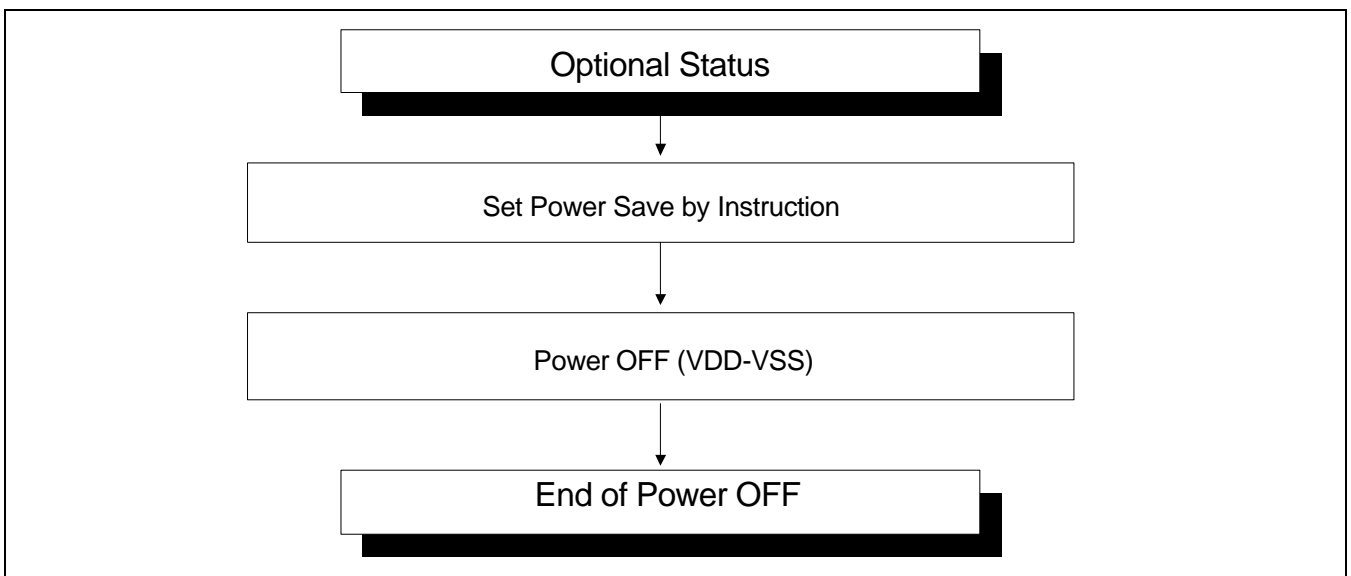 Optional Status
Set Power Save by Instruction
Power OFF (VDD-VSS)
End of Power OFF